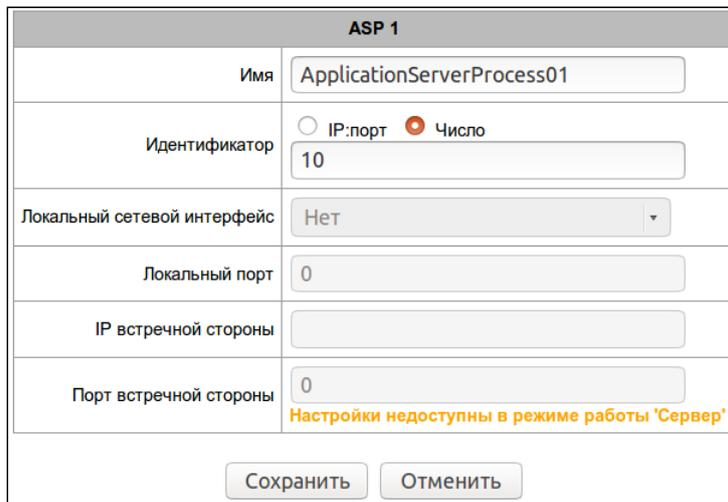 ASP 1
Имя ApplicationServerProcess01
Идентификатор IP:порт Число
10
Локальный сетевой интерфейс Нет
Локальный порт 0
IP встречной стороны
Порт встречной стороны 0
Настройки недоступны в режиме работы 'Сервер'
Сохранить Отменить